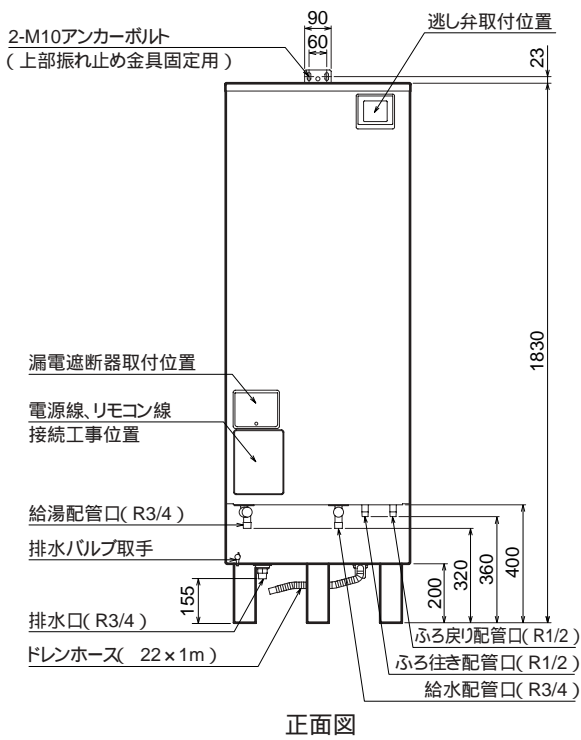 90
60
2-M10アンカーボルト
(上部振れ止め金具固定用)
逃し弁取付位置
23
1830
漏電遮断器取付位置
電源線、リモコン線
接続工事位置
給湯配管口(R3/4)
排水バルブ取手
155
200
320
360
400
排水口(R3/4)
ドレンホース( 22×1m)
ふろ戻り配管口(R1/2)
ふろ往き配管口(R1/2)
給水配管口(R3/4)
正面図